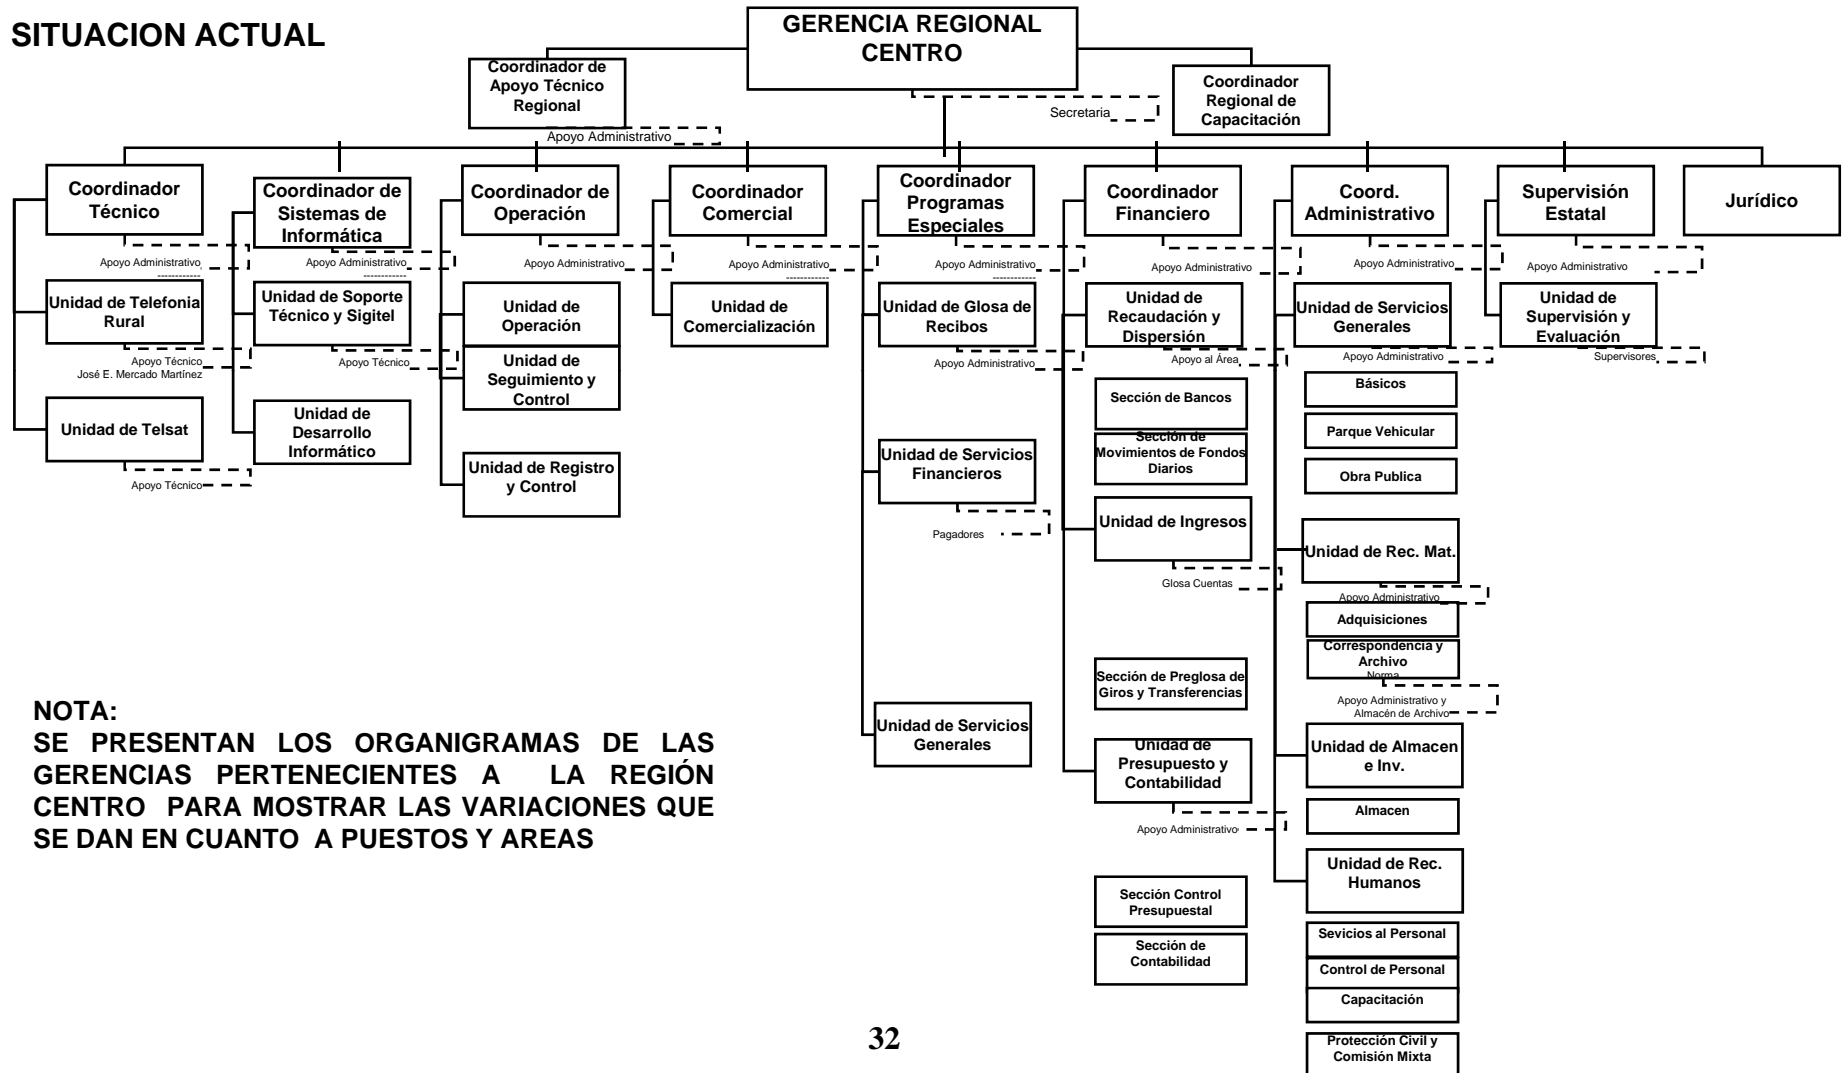 SITUACION ACTUAL
GERENCIA REGIONAL
CENTRO
Coordinador de
Apoyo Técnico
Regional
Apoyo Administrativo
Secretaria
Coordinador
Regional de
Capacitación
Coordinador
Técnico
Apoyo Administrativo
------------
Unidad de Telefonia
Rural
Apoyo Técnico
José E. Mercado Martínez
Unidad de Telsat
Apoyo Técnico
Coordinador de
Sistemas de
Informática
Apoyo Administrativo
------------
Unidad de Soporte
Técnico y Sigitel
Apoyo Técnico
Unidad de
Desarrollo
Informático
Coordinador de
Operación
Apoyo Administrativo
Unidad de
Operación
Unidad de
Seguimiento y
Control
Unidad de Registro
y Control
Coordinador
Comercial
Apoyo Administrativo
------------
Unidad de
Comercialización
Coordinador
Programas
Especiales
Apoyo Administrativo
------------
Unidad de Glosa de
Recibos
Apoyo Administrativo
Unidad de Servicios
Financieros
Pagadores
Unidad de Servicios
Generales
Coordinador
Financiero
Apoyo Administrativo
Unidad de
Recaudación y
Dispersión
Apoyo al Área
Sección de Bancos
Sección de
Movimientos de Fondos
Diarios
Unidad de Ingresos
Glosa Cuentas
Sección de Preglosa de
Giros y Transferencias
Unidad de
Presupuesto y
Contabilidad
Apoyo Administrativo
Sección Control
Presupuestal
Sección de
Contabilidad
Coord.
Administrativo
Apoyo Administrativo
Unidad de Servicios
Generales
Apoyo Administrativo
Básicos
Parque Vehicular
Obra Publica
Unidad de Rec. Mat.
Apoyo Administrativo
Adquisiciones
Correspondencia y
Archivo
Norma
Apoyo Administrativo y
Almacén de Archivo
Unidad de Almacen
e Inv.
Almacen
Unidad de Rec.
Humanos
Sevicios al Personal
Control de Personal
Capacitación
Protección Civil y
Comisión Mixta
Supervisión
Estatal
Apoyo Administrativo
Unidad de
Supervisión y
Evaluación
Supervisores
Jurídico
NOTA:
SE PRESENTAN LOS ORGANIGRAMAS DE LAS
GERENCIAS PERTENECIENTES A LA REGIÓN
CENTRO PARA MOSTRAR LAS VARIACIONES QUE
SE DAN EN CUANTO A PUESTOS Y AREAS
32